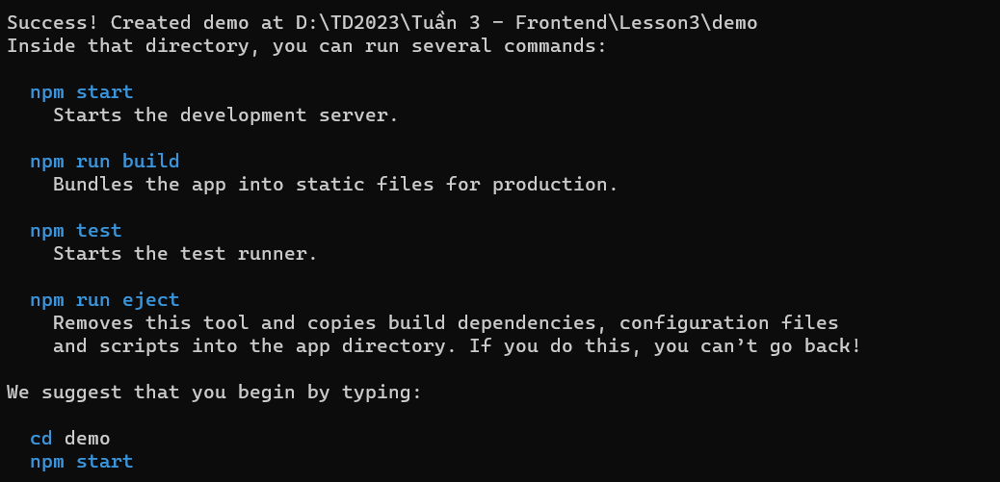 Success! Created demo at D:\TD2023\Tuần 3 - Frontend\Lesson3\demo
Inside that directory, you can run several commands:
npm start
Starts the development server.
npm run build
Bundles the app into static files for production.
npm test
Starts the test runner.
npm run eject
Removes this tool and copies build dependencies, configuration files
and scripts into the app directory. If you do this, you can’t go back!
We suggest that you begin by typing:
cd demo
npm start